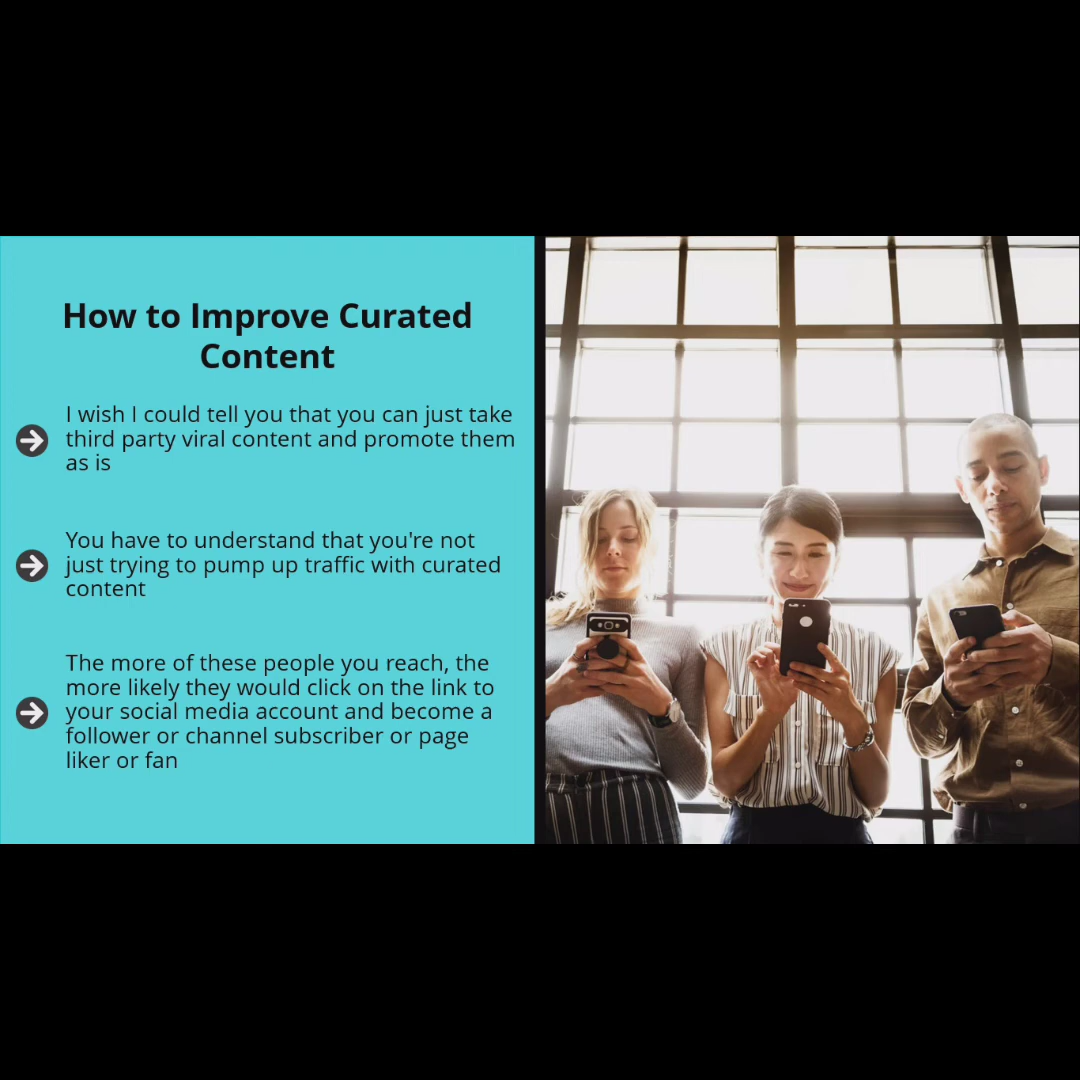 How to Improve Curated
Content
I wish I could tell you that you can just take
third party viral content and promote them
as is
You have to understand that you're not
just trying to pump up traffic with curated
content
The more of these people you reach, the
more likely they would click on the link to
your social media account and become a
follower or channel subscriber or page
liker or fan